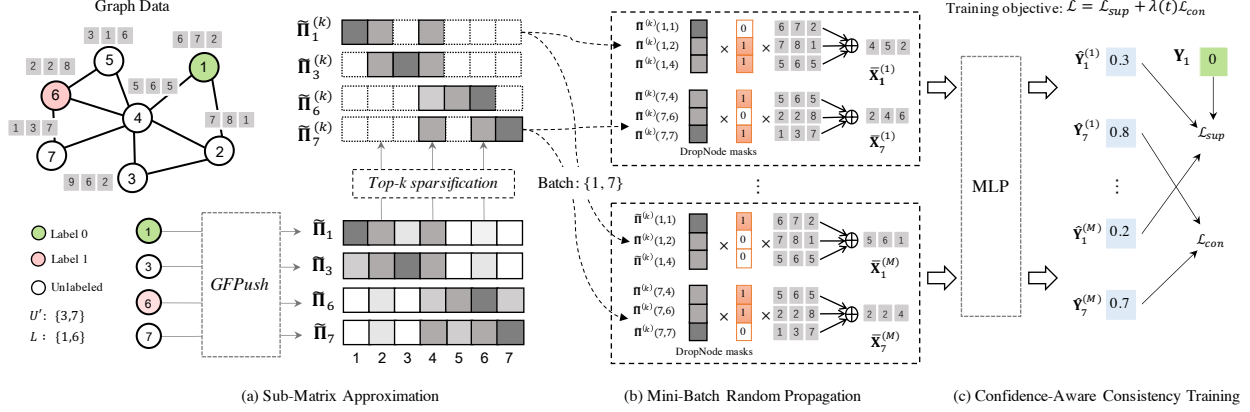 Graph Data
3 1 6
6 7 2
2 2 8
5
1
5 6 5
6
4
7 8 1
1 3 7
7
2
3
9 6 2
Label 0
Label 1
Unlabeled
U′: {3,7}
L : {1,6}
1
3
6
7
GFPush
Π̃₁^(k)
Π̃₃^(k)
Π̃₆^(k)
Π̃₇^(k)
Top-k sparsification
Π̃₁
Π̃₃
Π̃₆
Π̃₇
1 2 3 4 5 6 7
(a) Sub-Matrix Approximation
Batch: {1, 7}
Π̃^(k)(1,1) 0 6 7 2
Π̃^(k)(1,2) × 1 × 7 8 1 ⊕ 4 5 2
Π̃^(k)(1,4) 1 5 6 5 X̄₁^(1)
Π̃^(k)(7,4) 1 5 6 5
Π̃^(k)(7,6) × 0 × 2 2 8 ⊕ 2 4 6
Π̃^(k)(7,7) 1 1 3 7 X̄₇^(1)
DropNode masks
⋮
Π̃^(k)(1,1) 1 6 7 2
Π̃^(k)(1,2) × 0 × 7 8 1 ⊕ 5 6 1
Π̃^(k)(1,4) 0 5 6 5 X̄₁^(M)
Π̃^(k)(7,4) 1 5 6 5
Π̃^(k)(7,6) × 1 × 2 2 8 ⊕ 2 2 4
Π̃^(k)(7,7) 0 1 3 7 X̄₇^(M)
DropNode masks
(b) Mini-Batch Random Propagation
Training objective: ℒ = ℒ_sup + λ(t)ℒ_con
MLP
Ŷ₁^(1) 0.3
Y₁ 0
Ŷ₇^(1) 0.8
ℒ_sup
⋮
Ŷ₁^(M) 0.2
ℒ_con
Ŷ₇^(M) 0.7
(c) Confidence-Aware Consistency Training